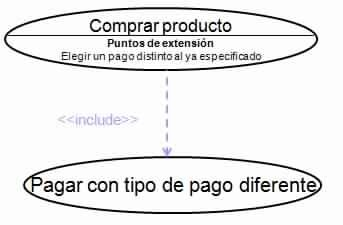 Comprar producto
Puntos de extensión
Elegir un pago distinto al ya especificado
<<include>>
Pagar con tipo de pago diferente